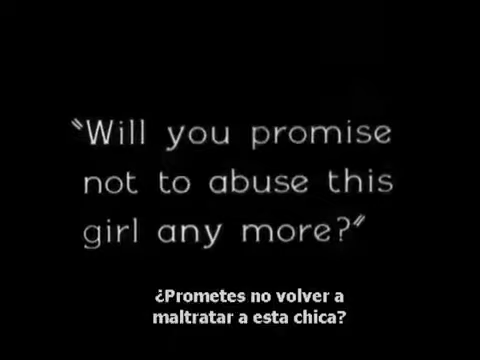 "Will you promise
not to abuse this
girl any more?"
¿Prometes no volver a
maltratar a esta chica?